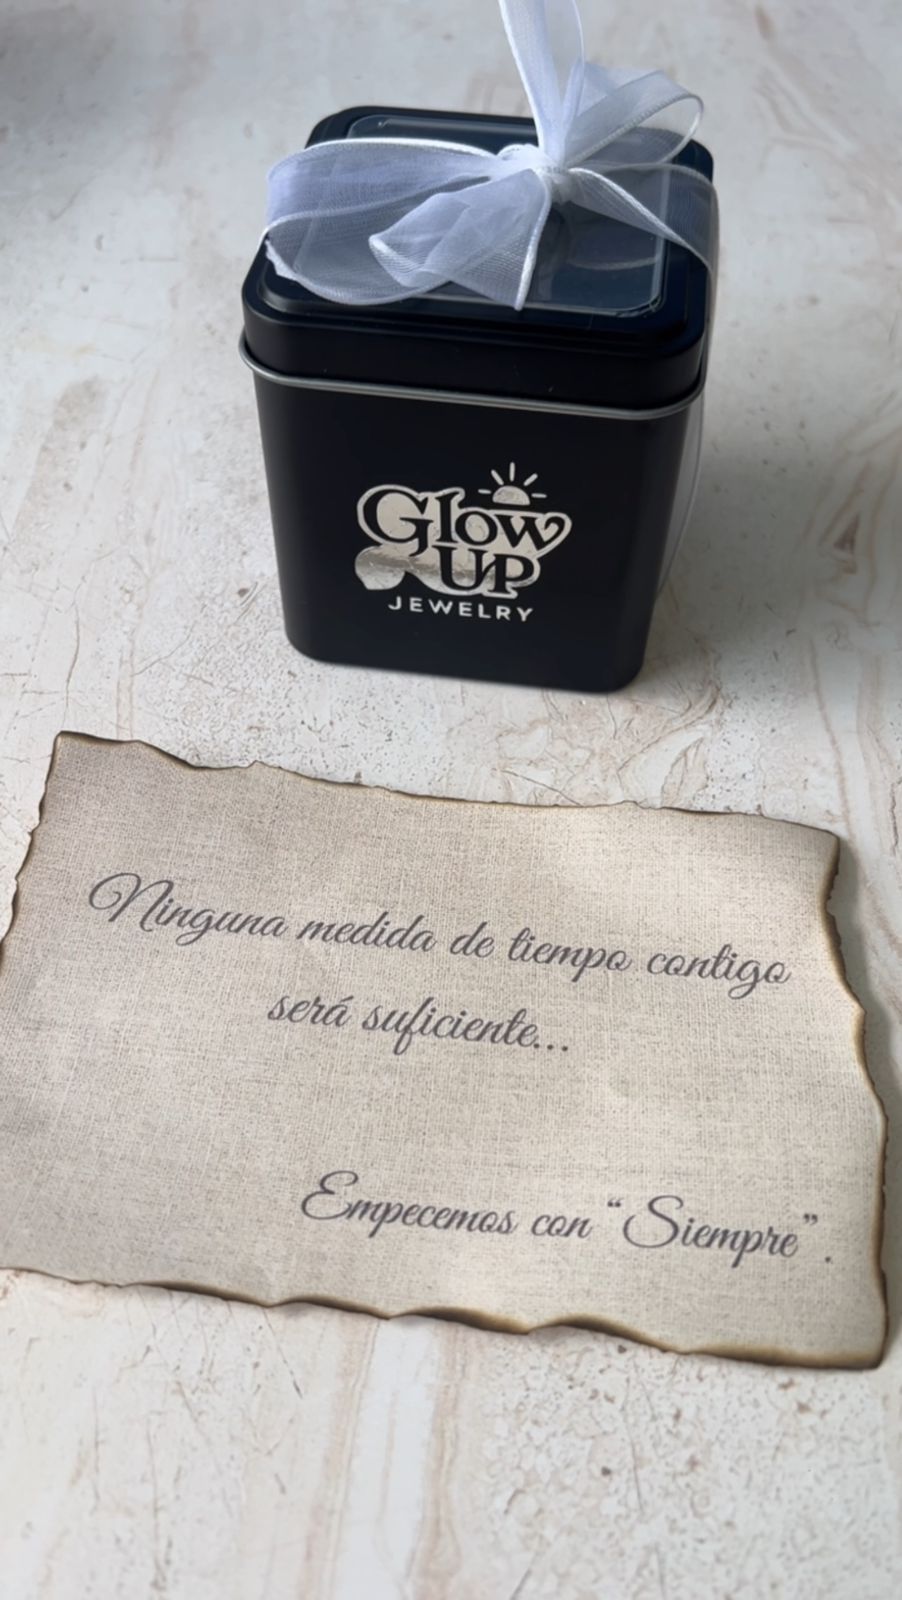 Glow
UP
JEWELRY
Ninguna medida de tiempo contigo
será suficiente...
Empecemos con “Siempre”.